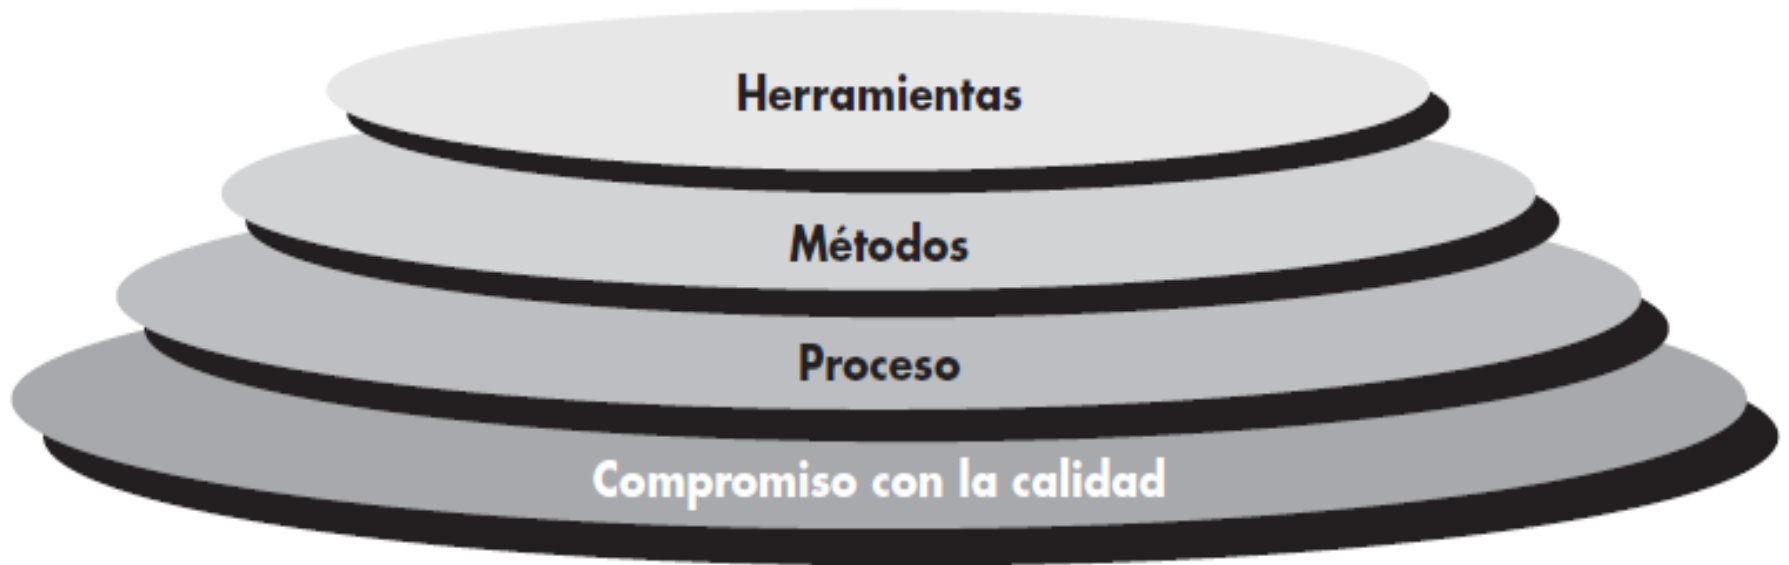 Herramientas
Métodos
Proceso
Compromiso con la calidad